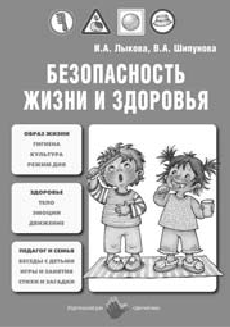 И.А. Лыкова, В.А. Шипунова
БЕЗОПАСНОСТЬ
ЖИЗНИ И ЗДОРОВЬЯ
ОБРАЗ ЖИЗНИ
ГИГИЕНА
КУЛЬТУРА
РЕЖИМ ДНЯ
ЗДОРОВЬЕ
ТЕЛО
ЭМОЦИИ
ДВИЖЕНИЕ
ПЕДАГОГ И СЕМЬЯ
БЕСЕДЫ С ДЕТЬМИ
ИГРЫ И ЗАНЯТИЯ
СТИХИ И ЗАГАДКИ